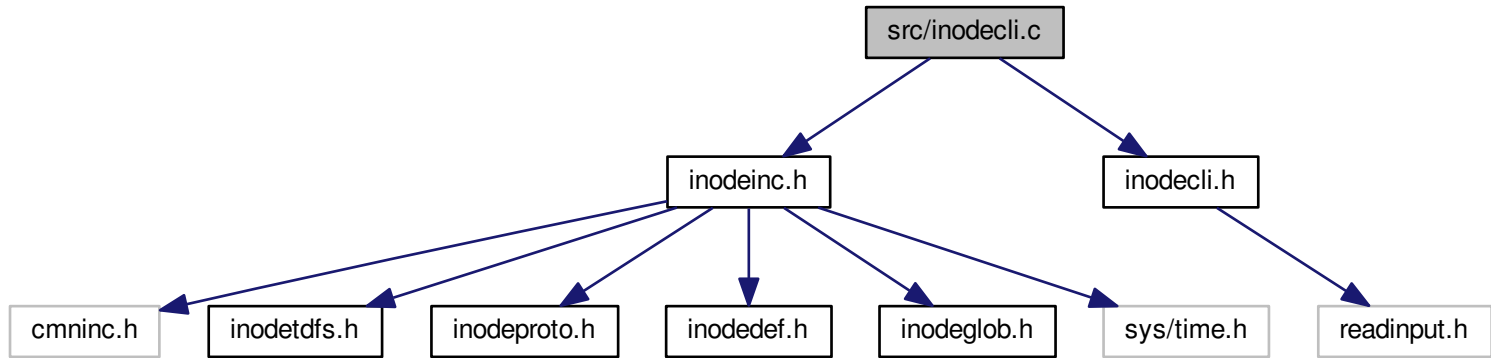 src/inodecli.c
inodeinc.h
inodecli.h
cmninc.h
inodetdfs.h
inodeproto.h
inodedef.h
inodeglob.h
sys/time.h
readinput.h